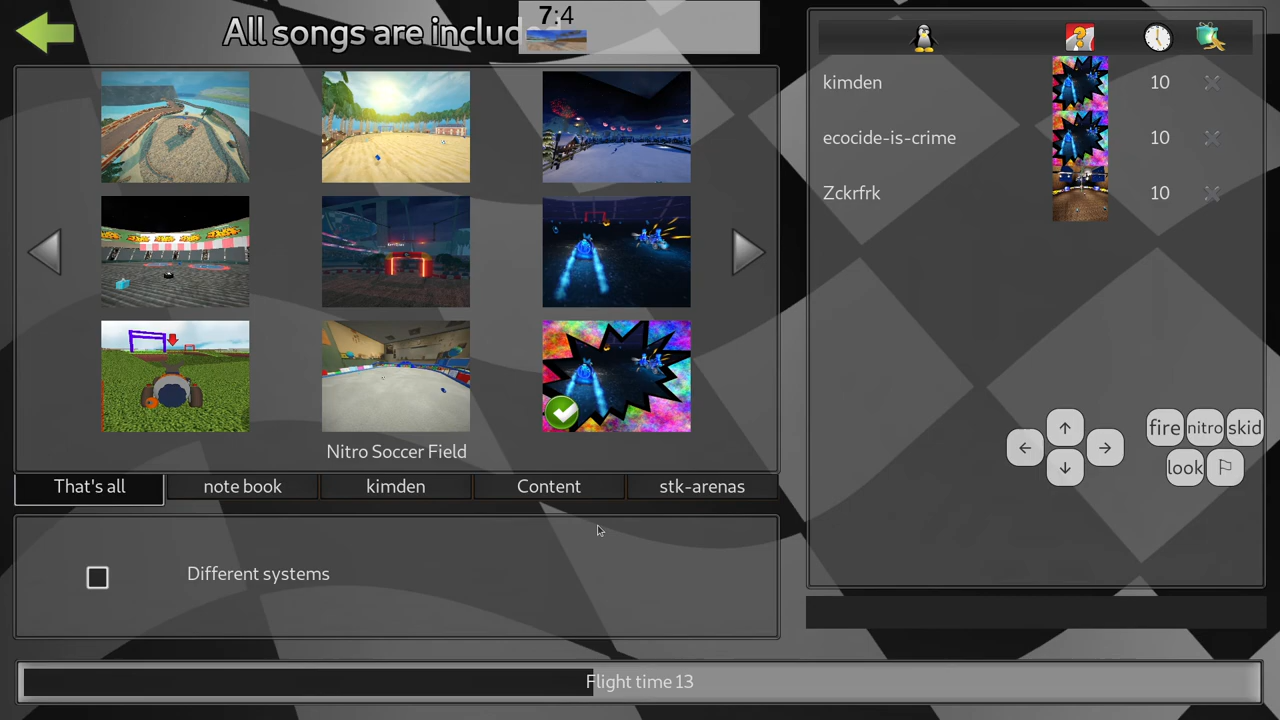 All songs are includ
7:4
kimden
10
ecocide-is-crime
10
Zckrfrk
10
Nitro Soccer Field
That's all
note book
kimden
Content
stk-arenas
fire
nitro
skid
look
Different systems
Flight time 13